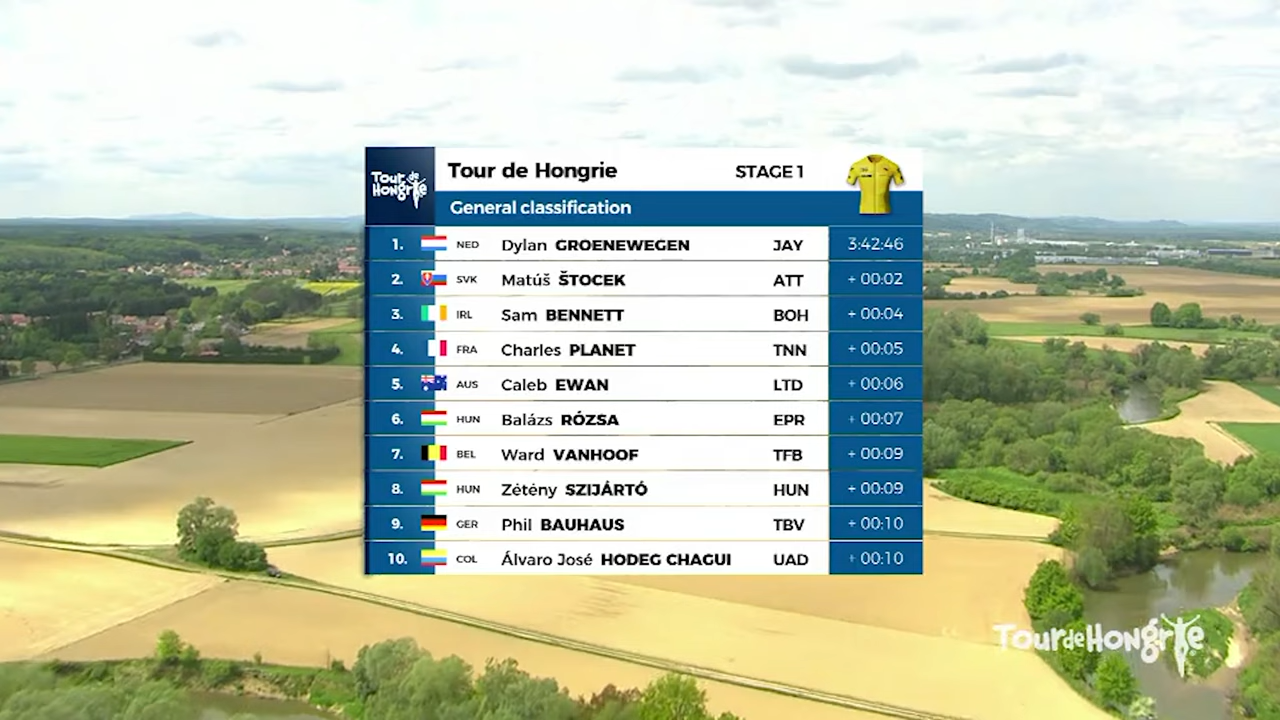 Tour de Hongrie
Tour de Hongrie STAGE 1
General classification
1. NED Dylan GROENEWEGEN JAY 3:42:46
2. SVK Matúš ŠTOCEK ATT + 00:02
3. IRL Sam BENNETT BOH + 00:04
4. FRA Charles PLANET TNN + 00:05
5. AUS Caleb EWAN LTD + 00:06
6. HUN Balázs RÓZSA EPR + 00:07
7. BEL Ward VANHOOF TFB + 00:09
8. HUN Zétény SZIJÁRTÓ HUN + 00:09
9. GER Phil BAUHAUS TBV + 00:10
10. COL Álvaro José HODEG CHAGUI UAD + 00:10
Tour de Hongrie